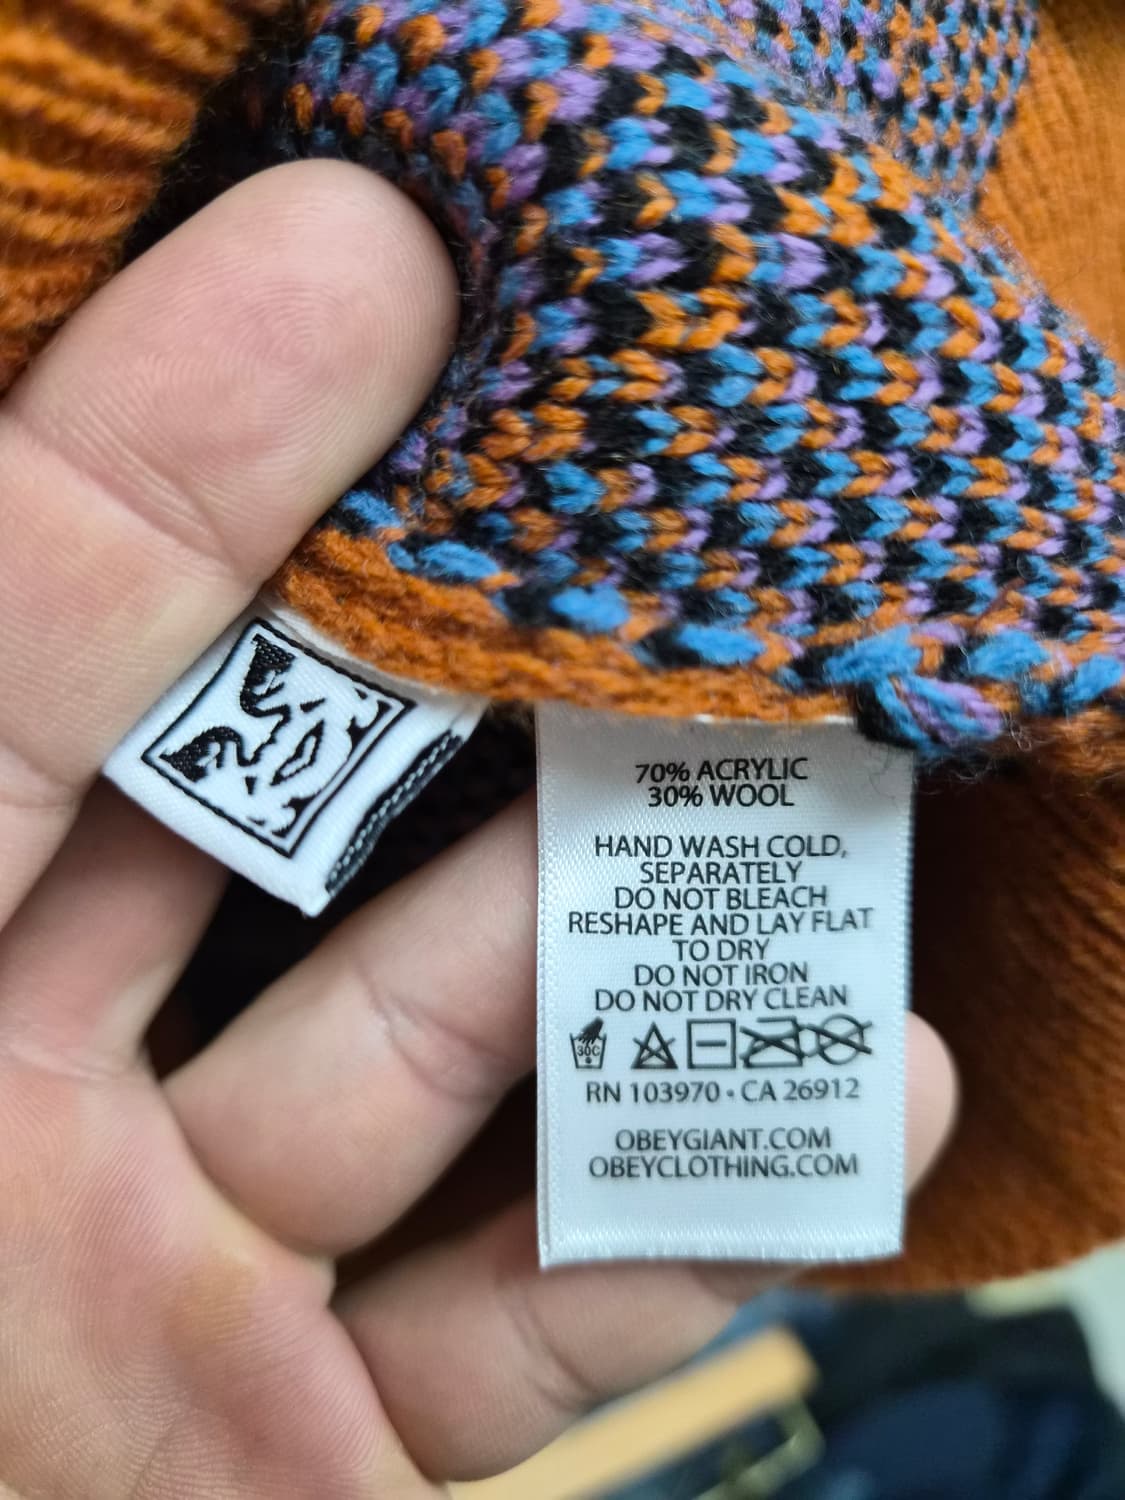 70% ACRYLIC
30% WOOL
HAND WASH COLD,
SEPARATELY
DO NOT BLEACH
RESHAPE AND LAY FLAT
TO DRY
DO NOT IRON
DO NOT DRY CLEAN
30C
RN 103970 • CA 26912
OBEYGIANT.COM
OBEYCLOTHING.COM